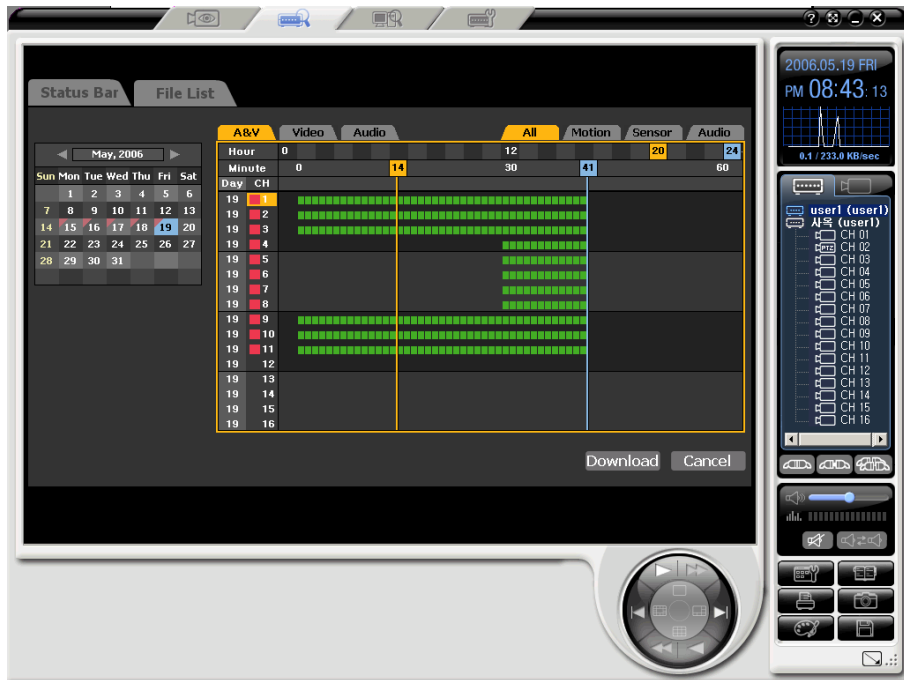 Status Bar File List
May, 2006
Sun Mon Tue Wed Thu Fri Sat
1 2 3 4 5 6
7 8 9 10 11 12 13
14 15 16 17 18 19 20
21 22 23 24 25 26 27
28 29 30 31
A&V Video Audio All Motion Sensor Audio
Hour 0 12 20 24
Minute 0 14 30 41 60
Day CH
19 1
19 2
19 3
19 4
19 5
19 6
19 7
19 8
19 9
19 10
19 11
19 12
19 13
19 14
19 15
19 16
Download Cancel
2006.05.19 FRI
PM 08:43: 13
0.1 / 233.0 KB/sec
user1 (user1)
사옥 (user1)
CH 01
PTZ CH 02
CH 03
CH 04
CH 05
CH 06
CH 07
CH 08
CH 09
CH 10
CH 11
CH 12
CH 13
CH 14
CH 15
CH 16